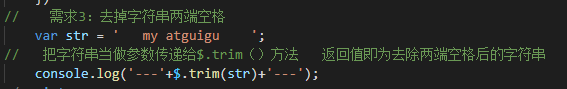 //    需求3：去掉字符串两端空格
var str = '   my atguigu    ';
//   把字符串当做参数传递给$.trim（）方法   返回值即为去除两端空格后的字符串
console.log('---'+$.trim(str)+'---');